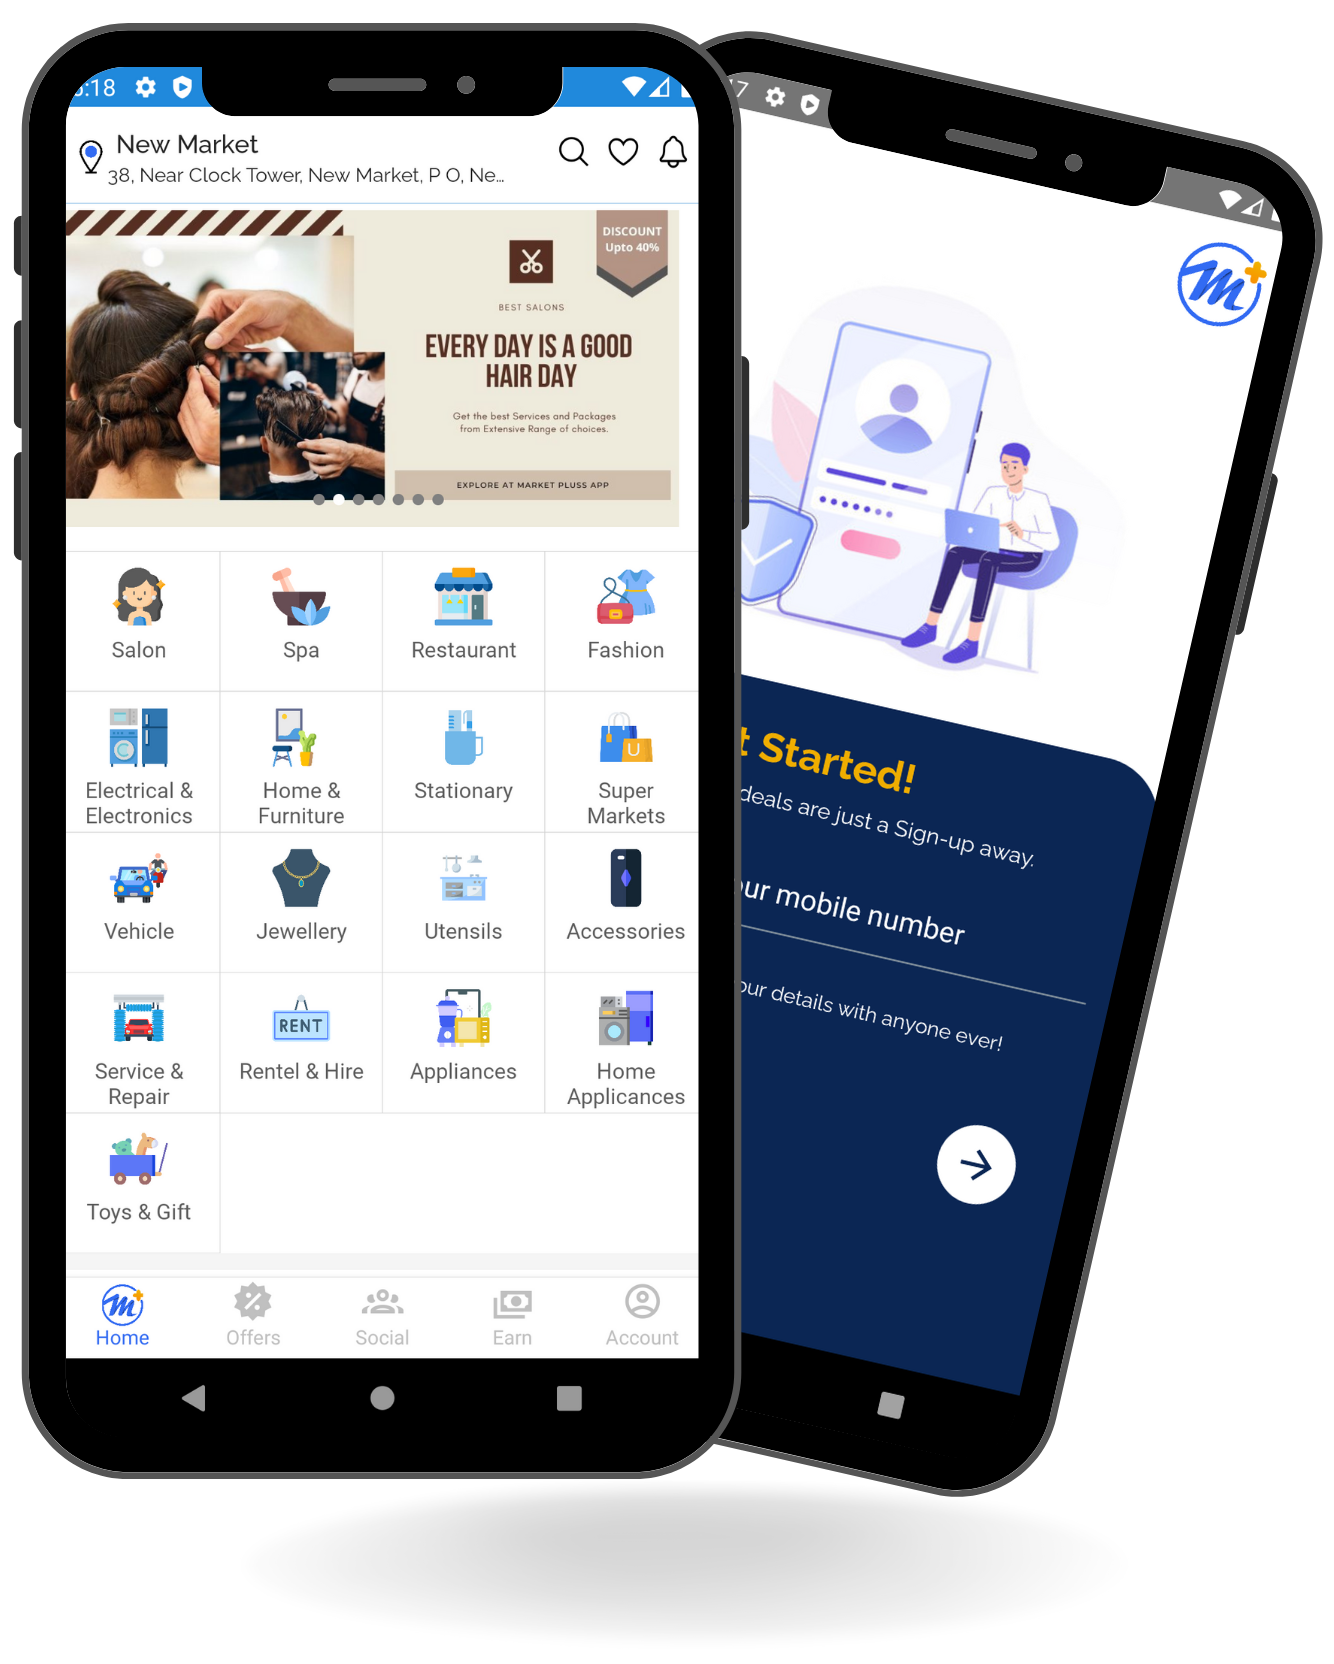 :18
New Market
38, Near Clock Tower, New Market, P O, Ne...
DISCOUNT
Upto 40%
BEST SALONS
EVERY DAY IS A GOOD
HAIR DAY
Get the best Services and Packages
from Extensive Range of choices.
EXPLORE AT MARKET PLUSS APP
Salon
Spa
Restaurant
Fashion
Electrical &
Electronics
Home &
Furniture
Stationary
Super
Markets
Vehicle
Jewellery
Utensils
Accessories
Service &
Repair
RENT
Rentel & Hire
Appliances
Home
Applicances
Toys & Gift
Home
Offers
Social
Earn
Account
7
m
t Started!
deals are just a Sign-up away.
ur mobile number
our details with anyone ever!